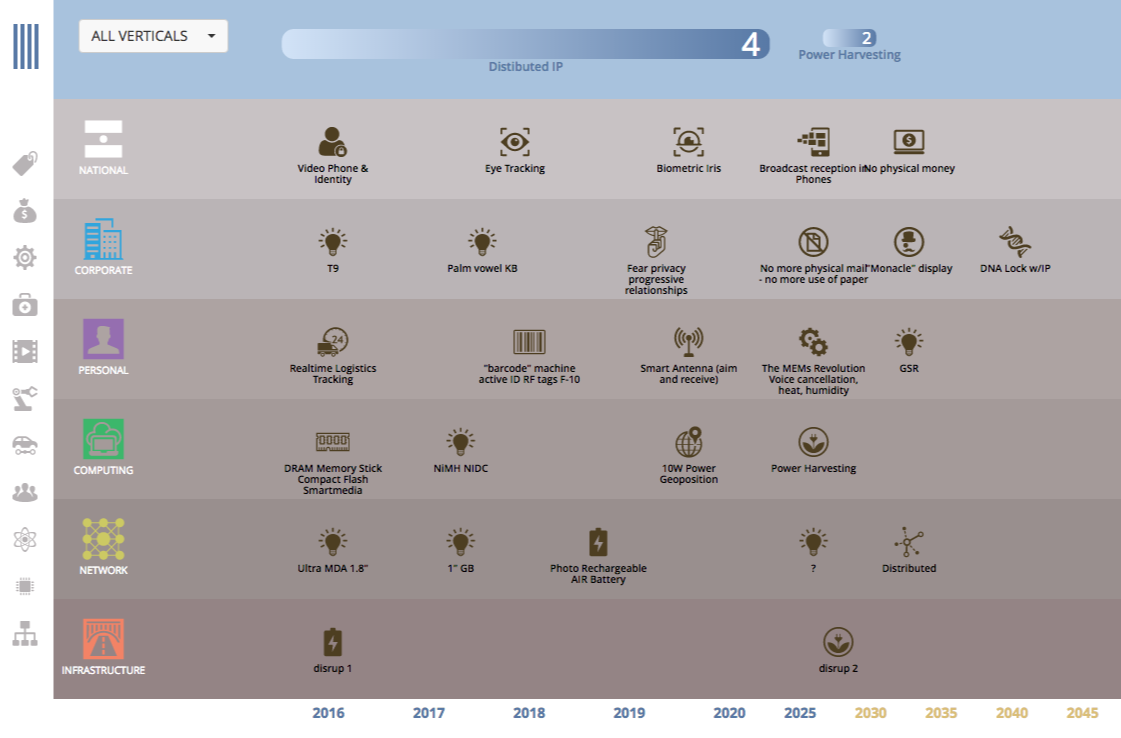 ALL VERTICALS
4
Distibuted IP
2
Power Harvesting
NATIONAL
Video Phone &
Identity
Eye Tracking
Biometric Iris
Broadcast reception in
Phones
No physical money
CORPORATE
T9
Palm vowel KB
Fear privacy
progressive
relationships
No more physical mail
- no more use of paper
"Monacle" display
DNA Lock w/IP
PERSONAL
24
Realtime Logistics
Tracking
"barcode" machine
active ID RF tags F-10
Smart Antenna (aim
and receive)
The MEMs Revolution
Voice cancellation,
heat, humidity
GSR
COMPUTING
DRAM Memory Stick
Compact Flash
Smartmedia
NiMH NIDC
10W Power
Geoposition
Power Harvesting
NETWORK
Ultra MDA 1.8"
1" GB
Photo Rechargeable
AIR Battery
?
Distributed
INFRASTRUCTURE
disrup 1
disrup 2
2016 2017 2018 2019 2020 2025 2030 2035 2040 2045